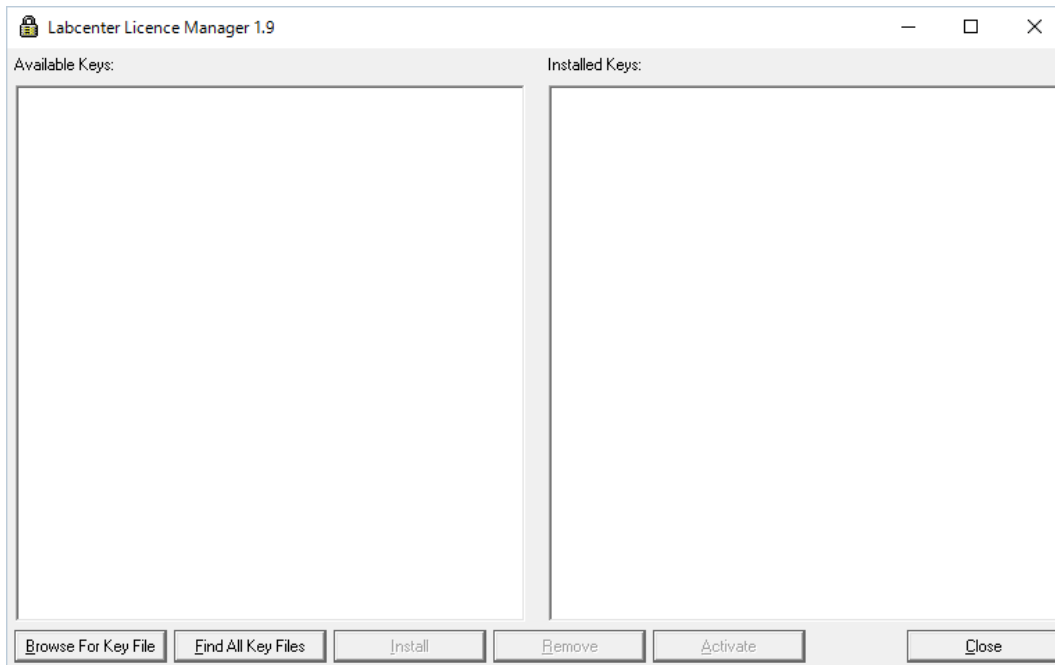 Labcenter Licence Manager 1.9
Available Keys:
Installed Keys:
Browse For Key File
Find All Key Files
Install
Remove
Activate
Close